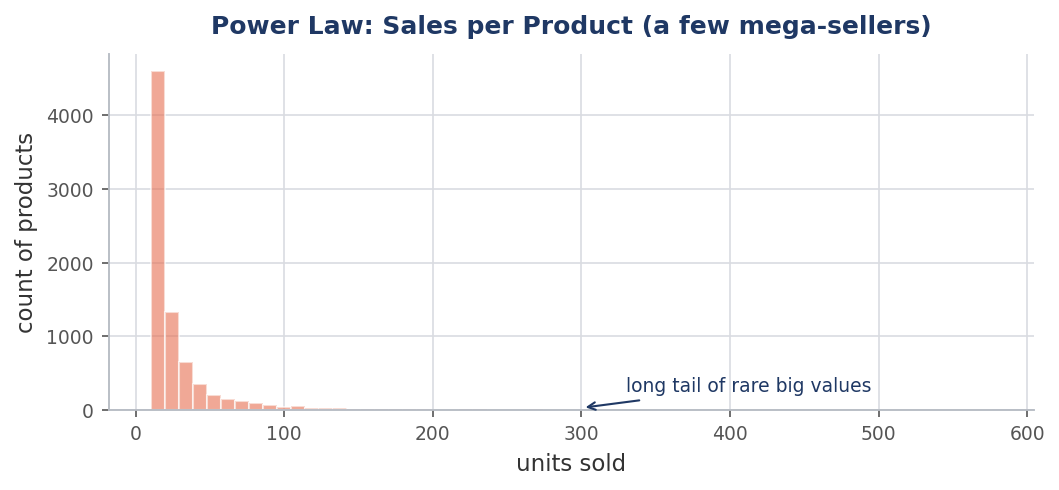 Power Law: Sales per Product (a few mega-sellers)
count of products
4000
3000
2000
1000
0
long tail of rare big values
0 100 200 300 400 500 600
units sold